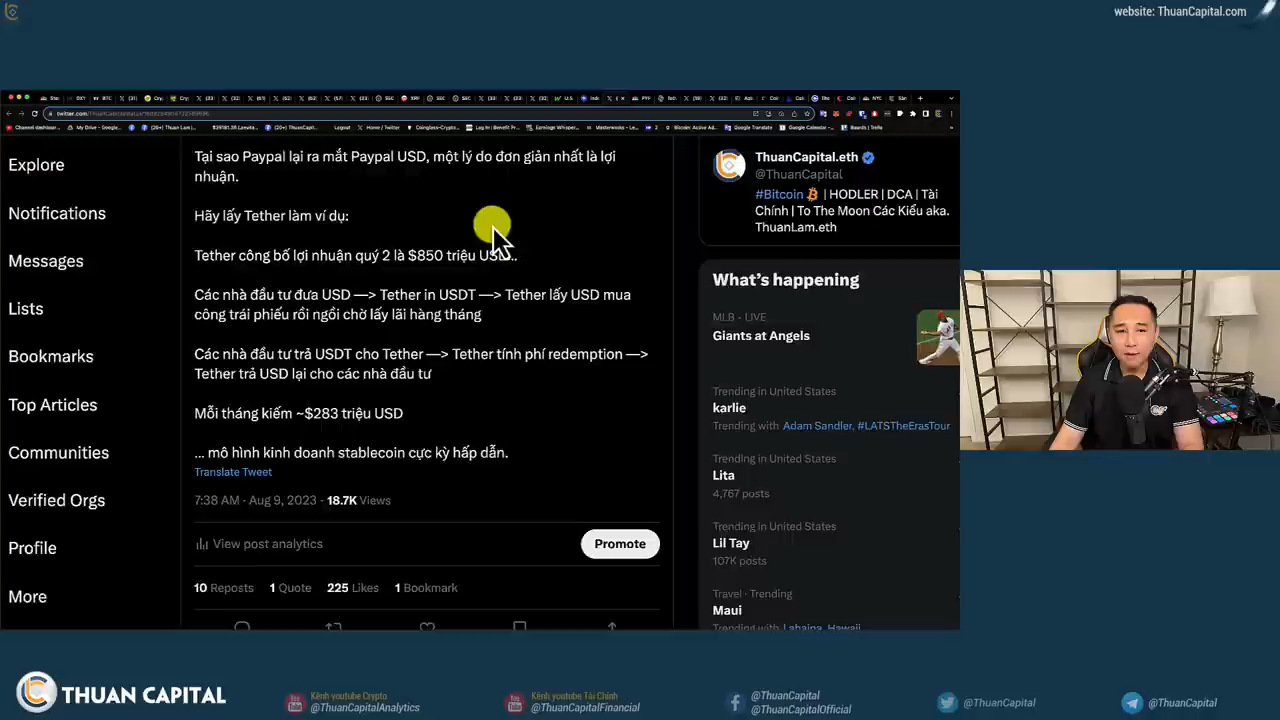 website: ThuanCapital.com
Explore
Notifications
Messages
Lists
Bookmarks
Top Articles
Communities
Verified Orgs
Profile
More
Tại sao Paypal lại ra mắt Paypal USD, một lý do đơn giản nhất là lợi
nhuận.
Hãy lấy Tether làm ví dụ:
Tether công bố lợi nhuận quý 2 là $850 triệu USD..
Các nhà đầu tư đưa USD —> Tether in USDT —> Tether lấy USD mua
công trái phiếu rồi ngồi chờ lấy lãi hàng tháng
Các nhà đầu tư trả USDT cho Tether —> Tether tính phí redemption —>
Tether trả USD lại cho các nhà đầu tư
Mỗi tháng kiếm ~$283 triệu USD
... mô hình kinh doanh stablecoin cực kỳ hấp dẫn.
Translate Tweet
7:38 AM · Aug 9, 2023 · 18.7K Views
View post analytics
Promote
10 Reposts 1 Quote 225 Likes 1 Bookmark
ThuanCapital.eth
@ThuanCapital
#Bitcoin | HODLER | DCA | Tài
Chính | To The Moon Các Kiểu aka.
ThuanLam.eth
What's happening
MLB · LIVE
Giants at Angels
Trending in United States
karlie
Trending with Adam Sandler, #LATSTheErasTour
Trending in United States
Lita
4,767 posts
Trending in United States
Lil Tay
107K posts
Travel · Trending
Maui
Trending with Lahaina, Hawaii
THUAN CAPITAL
Kênh youtube Crypto
@ThuanCapitalAnalytics
Kênh youtube Tài Chính
@ThuanCapitalFinancial
@ThuanCapital
@ThuanCapitalOfficial
@ThuanCapital
@ThuanCapital